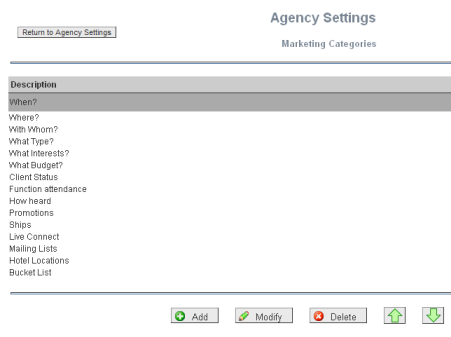 Agency Settings
Return to Agency Settings
Marketing Categories
Description
When?
Where?
With Whom?
What Type?
What Interests?
What Budget?
Client Status
Function attendance
How heard
Promotions
Ships
Live Connect
Mailing Lists
Hotel Locations
Bucket List
Add Modify Delete